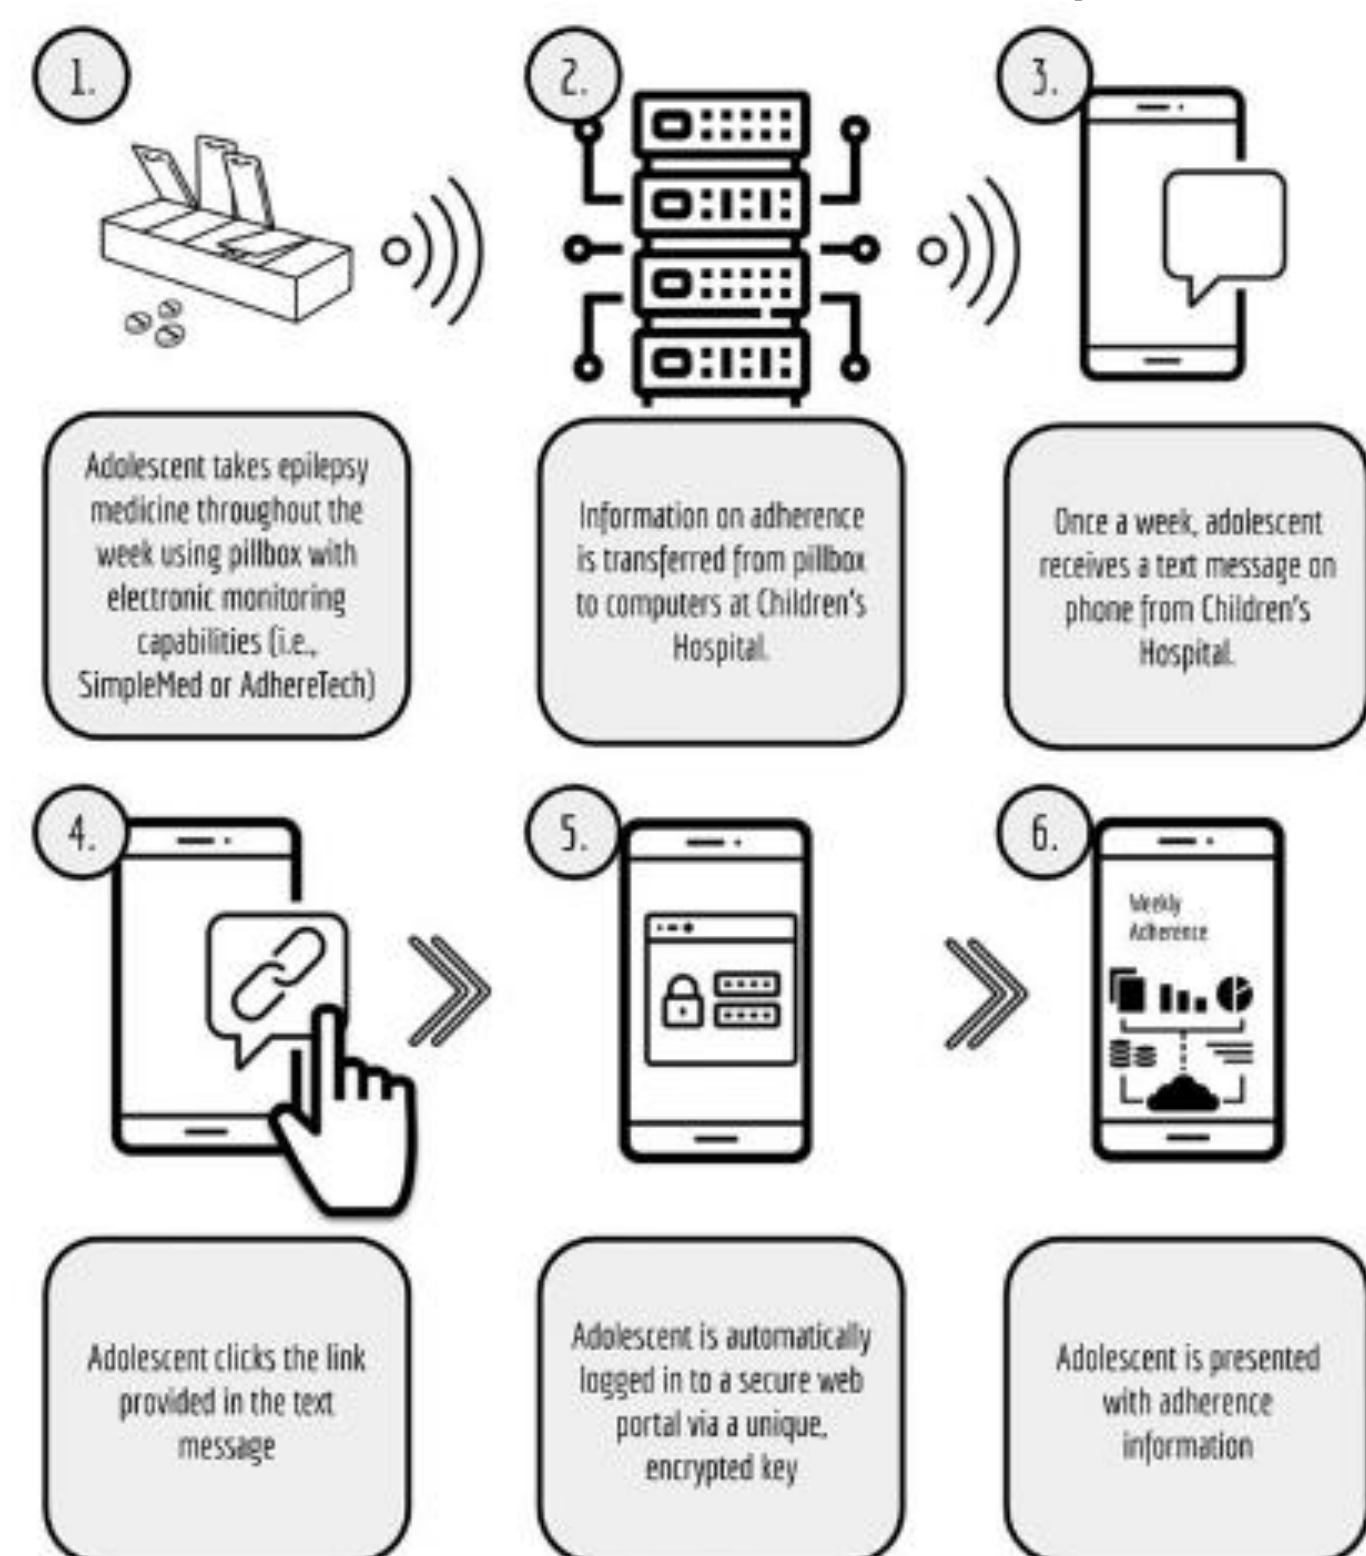 1.
2.
3.
Adolescent takes epilepsy
medicine throughout the
week using pillbox with
electronic monitoring
capabilities (i.e.,
SimpleMed or AdhereTech)
Information on adherence
is transferred from pillbox
to computers at Children's
Hospital.
Once a week, adolescent
receives a text message on
phone from Children's
Hospital.
4.
5.
6.
Weekly
Adherence
Adolescent clicks the link
provided in the text
message
Adolescent is automatically
logged in to a secure web
portal via a unique,
encrypted key
Adolescent is presented
with adherence
information